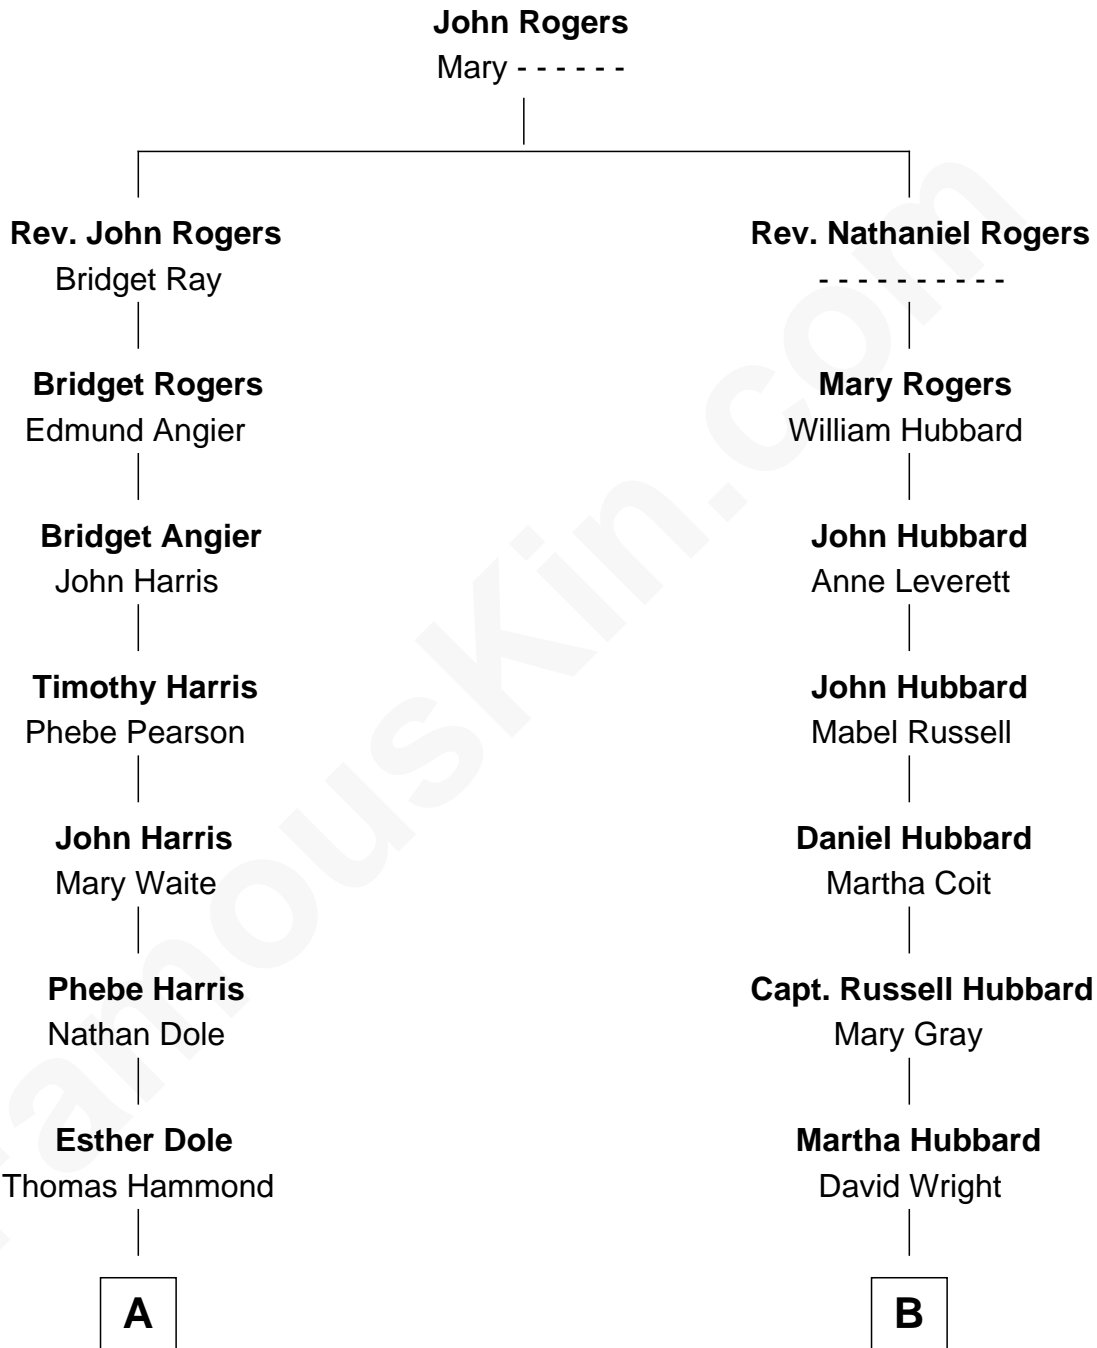 John Rogers
Mary - - - - - -
Rev. John Rogers
Bridget Ray
Rev. Nathaniel Rogers
- - - - - - - - - -
Bridget Rogers
Edmund Angier
Mary Rogers
William Hubbard
Bridget Angier
John Harris
John Hubbard
Anne Leverett
Timothy Harris
Phebe Pearson
John Hubbard
Mabel Russell
John Harris
Mary Waite
Daniel Hubbard
Martha Coit
Phebe Harris
Nathan Dole
Capt. Russell Hubbard
Mary Gray
Esther Dole
Thomas Hammond
Martha Hubbard
David Wright
A
B
FamousKin.com